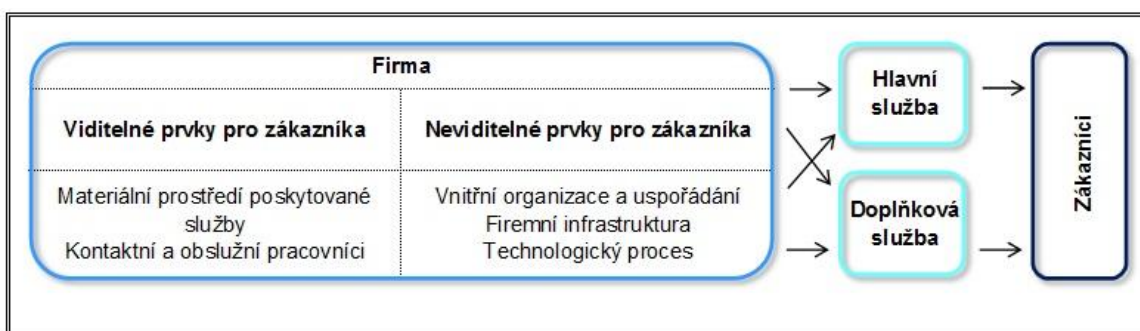 Firma
Viditelné prvky pro zákazníka
Neviditelné prvky pro zákazníka
Materiální prostředí poskytované
služby
Kontaktní a obslužní pracovníci
Vnitřní organizace a uspořádání
Firemní infrastruktura
Technologický proces
Hlavní
služba
Doplňková
služba
Zákazníci